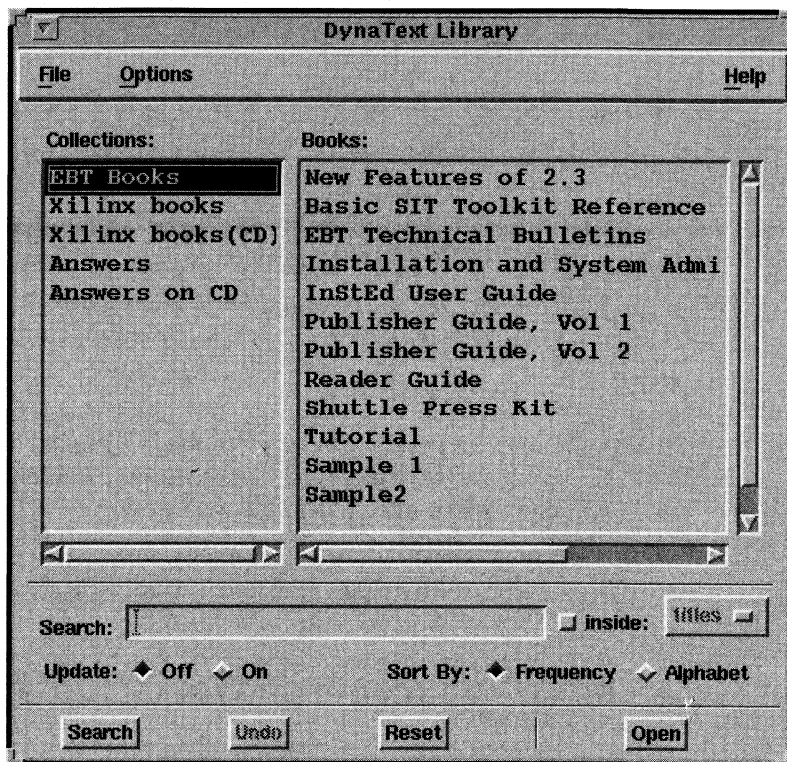 DynaText Library
File Options Help
Collections: Books:
EBT Books
Xilinx books
Xilinx books(CD)
Answers
Answers on CD
New Features of 2.3
Basic SIT Toolkit Reference
EBT Technical Bulletins
Installation and System Admi
InStEd User Guide
Publisher Guide, Vol 1
Publisher Guide, Vol 2
Reader Guide
Shuttle Press Kit
Tutorial
Sample 1
Sample2
Search: inside: titles
Update: Off On Sort By: Frequency Alphabet
Search Undo Reset Open